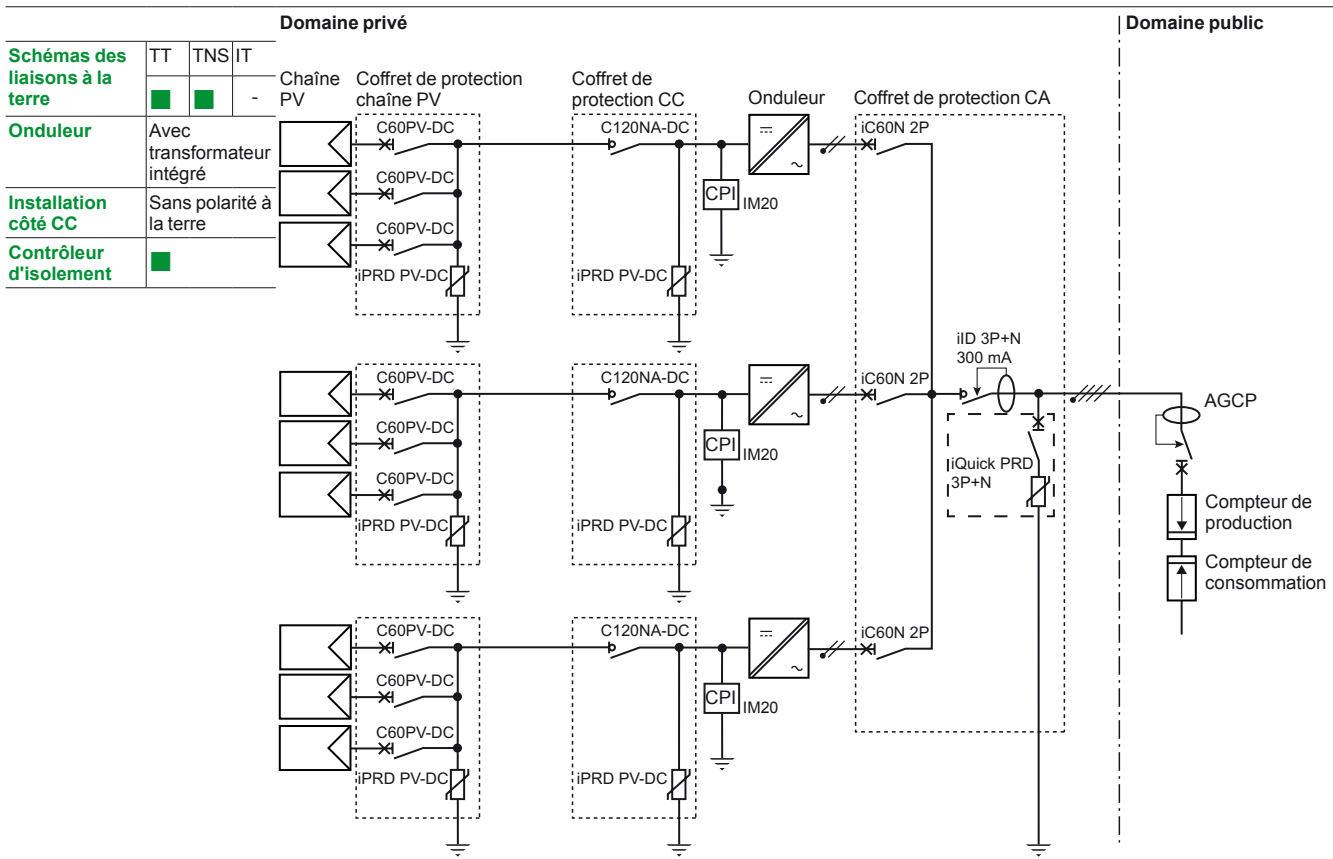 Domaine privé
Domaine public
Schémas des
liaisons à la
terre
TT
TNS
IT
-
Onduleur
Avec
transformateur
intégré
Installation
côté CC
Sans polarité à
la terre
Contrôleur
d'isolement
Chaîne
PV
Coffret de protection
chaîne PV
Coffret de
protection CC
Onduleur
Coffret de protection CA
C60PV-DC
C60PV-DC
C60PV-DC
iPRD PV-DC
C120NA-DC
iPRD PV-DC
CPI
IM20
iC60N 2P
C60PV-DC
C60PV-DC
C60PV-DC
iPRD PV-DC
C120NA-DC
iPRD PV-DC
CPI
IM20
iC60N 2P
iID 3P+N
300 mA
iQuick PRD
3P+N
AGCP
Compteur de
production
Compteur de
consommation
C60PV-DC
C60PV-DC
C60PV-DC
iPRD PV-DC
C120NA-DC
iPRD PV-DC
CPI
IM20
iC60N 2P